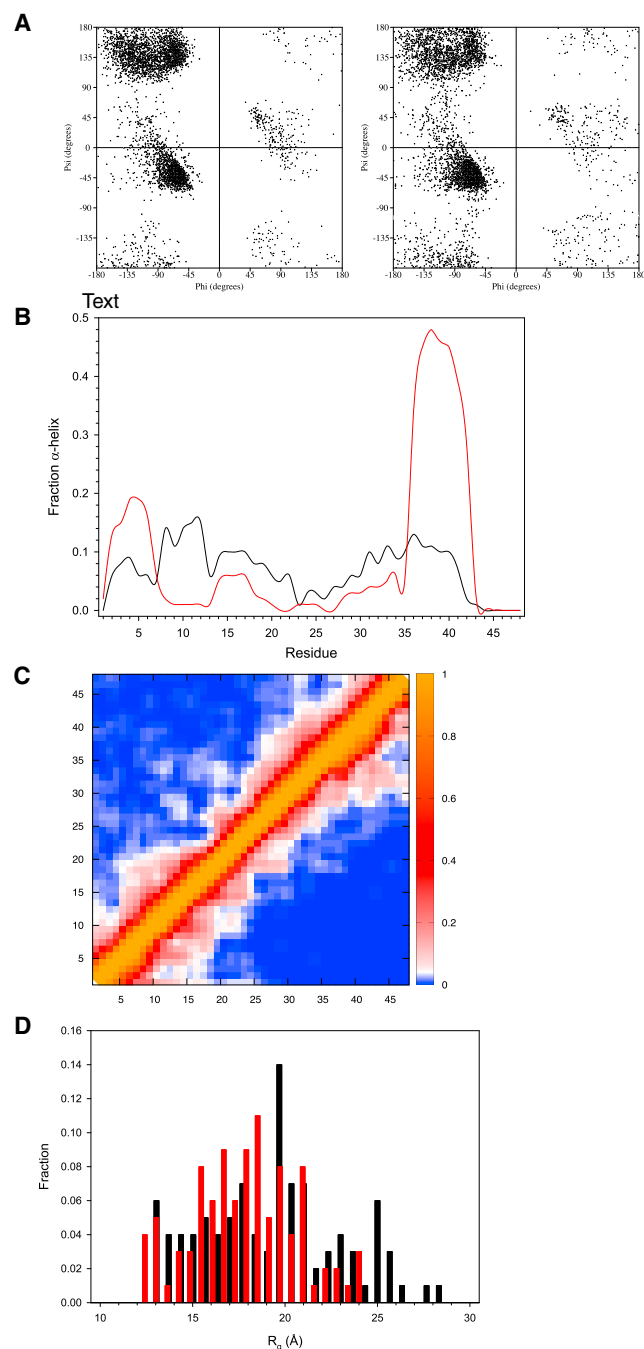 A
180 135 90 45 0 -45 -90 -135
Psi (degrees)
-180 -135 -90 -45 0 45 90 135 180
Phi (degrees)
180 135 90 45 0 -45 -90 -135
Psi (degrees)
-180 -135 -90 -45 0 45 90 135 180
Phi (degrees)
Text
B
0.5 0.4 0.3 0.2 0.1 0.0
Fraction α-helix
5 10 15 20 25 30 35 40 45
Residue
C
45 40 35 30 25 20 15 10 5
5 10 15 20 25 30 35 40 45
1 0.8 0.6 0.4 0.2 0
D
0.16 0.14 0.12 0.10 0.08 0.06 0.04 0.02 0.00
Fraction
10 15 20 25 30
Rg (Å)